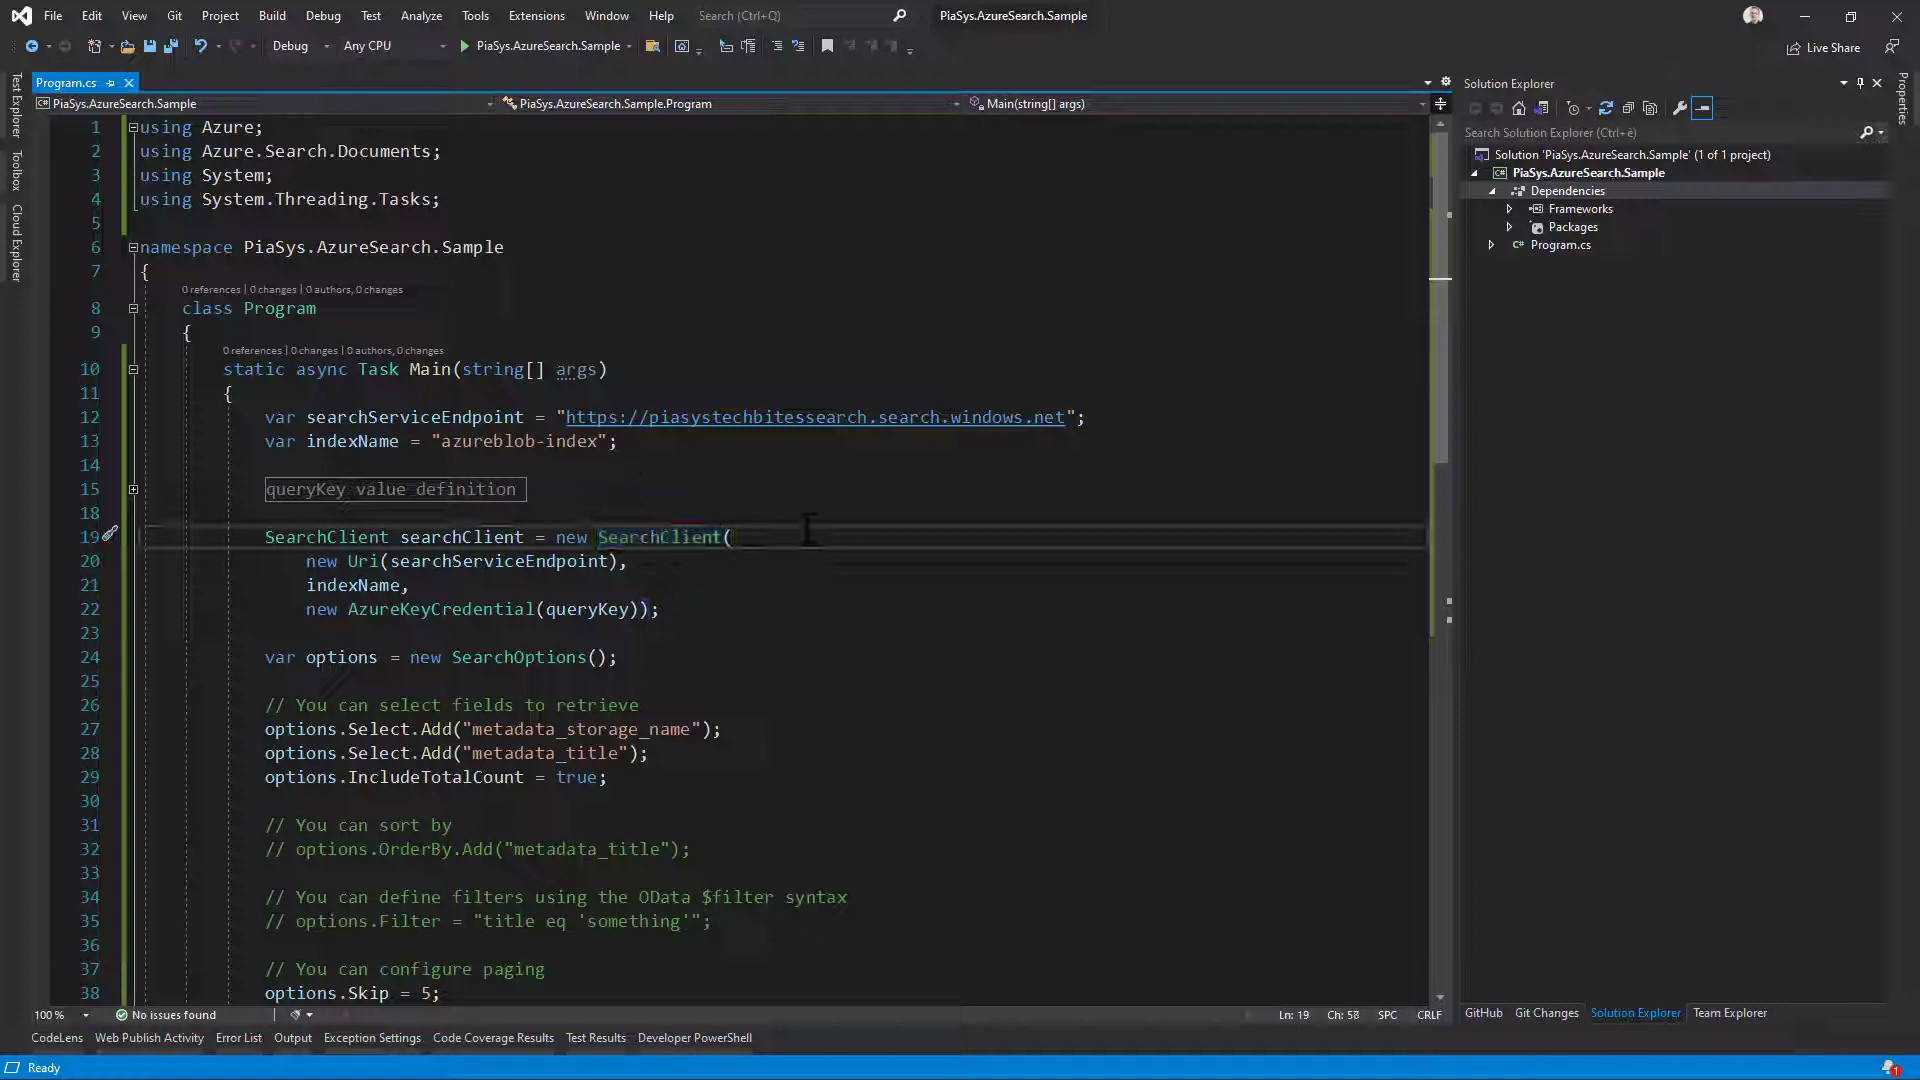 File Edit View Git Project Build Debug Test Analyze Tools Extensions Window Help Search (Ctrl+Q) PiaSys.AzureSearch.Sample
Debug Any CPU PiaSys.AzureSearch.Sample Live Share
Program.cs
PiaSys.AzureSearch.Sample PiaSys.AzureSearch.Sample.Program Main(string[] args)
Test Explorer
Toolbox
Cloud Explorer
1 using Azure;
2 using Azure.Search.Documents;
3 using System;
4 using System.Threading.Tasks;
5
6 namespace PiaSys.AzureSearch.Sample
7 {
0 references | 0 changes | 0 authors, 0 changes
8 class Program
9 {
0 references | 0 changes | 0 authors, 0 changes
10 static async Task Main(string[] args)
11 {
12 var searchServiceEndpoint = "https://piasystechbitessearch.search.windows.net";
13 var indexName = "azureblob-index";
14
15 queryKey value definition
18
19 SearchClient searchClient = new SearchClient(
20 new Uri(searchServiceEndpoint),
21 indexName,
22 new AzureKeyCredential(queryKey));
23
24 var options = new SearchOptions();
25
26 // You can select fields to retrieve
27 options.Select.Add("metadata_storage_name");
28 options.Select.Add("metadata_title");
29 options.IncludeTotalCount = true;
30
31 // You can sort by
32 // options.OrderBy.Add("metadata_title");
33
34 // You can define filters using the OData $filter syntax
35 // options.Filter = "title eq 'something'";
36
37 // You can configure paging
38 options.Skip = 5;
100 % No issues found Ln: 19 Ch: 58 SPC CRLF
CodeLens Web Publish Activity Error List Output Exception Settings Code Coverage Results Test Results Developer PowerShell
Ready
1
Solution Explorer
Search Solution Explorer (Ctrl+è)
Solution 'PiaSys.AzureSearch.Sample' (1 of 1 project)
PiaSys.AzureSearch.Sample
Dependencies
Frameworks
Packages
C# Program.cs
GitHub Git Changes Solution Explorer Team Explorer
Properties